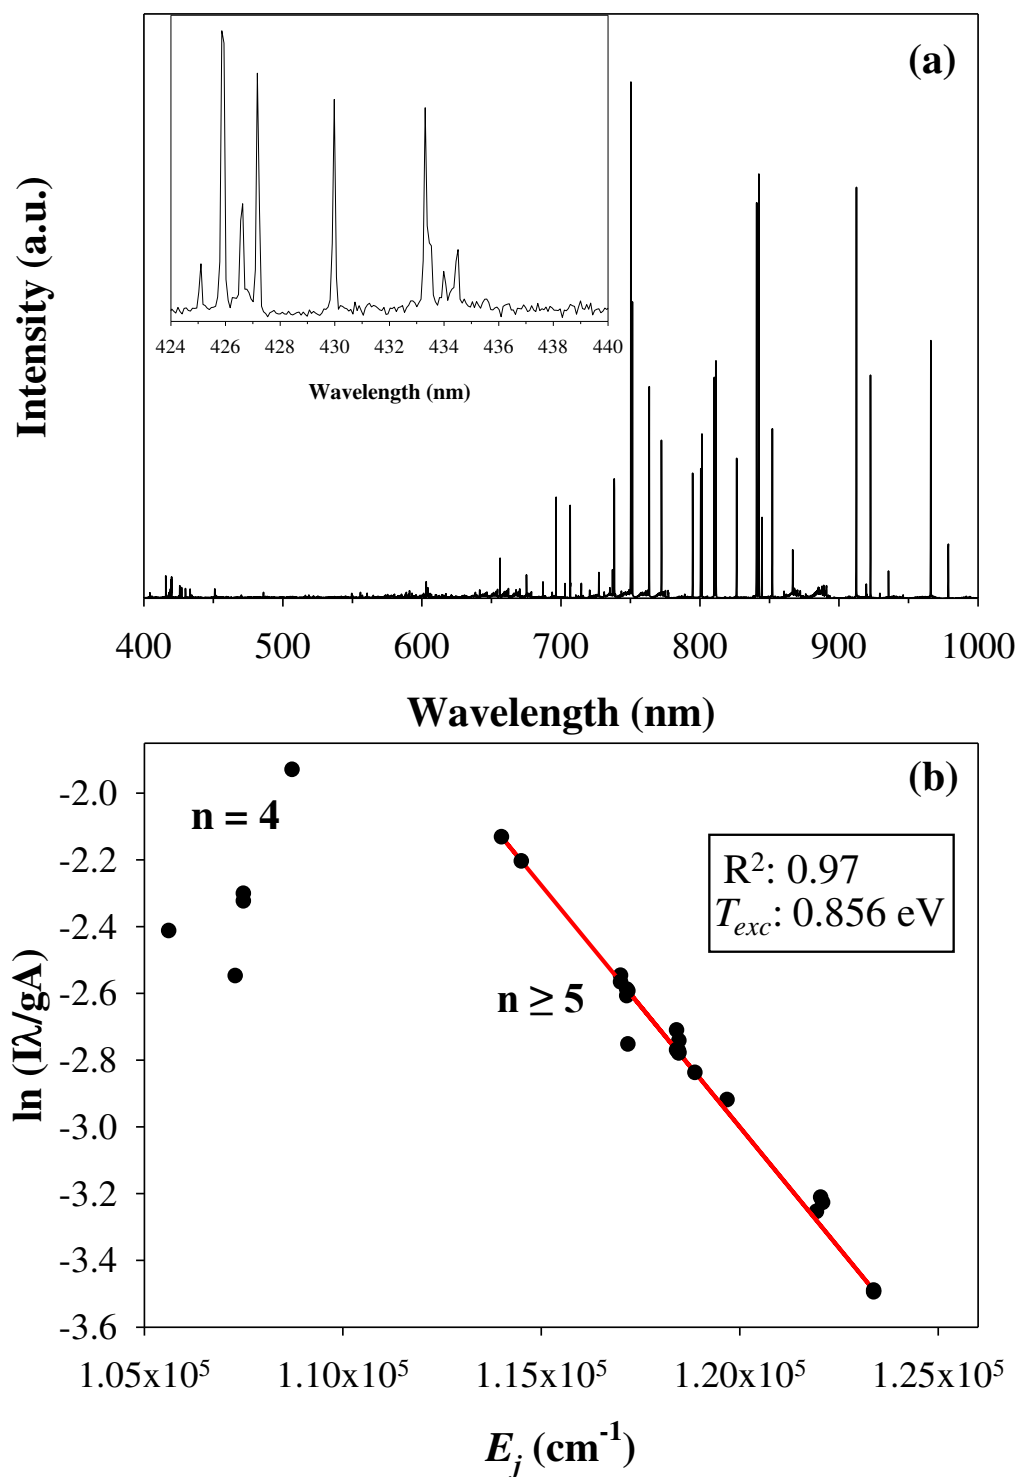 (a)
Intensity (a.u.)
424 426 428 430 432 434 436 438 440
Wavelength (nm)
400 500 600 700 800 900 1000
Wavelength (nm)
(b)
-2.0
n = 4
-2.2
R²: 0.97
-2.4
T_exc: 0.856 eV
-2.6
n ≥ 5
ln (Iλ/gA)
-2.8
-3.0
-3.2
-3.4
-3.6
1.05x10⁵ 1.10x10⁵ 1.15x10⁵ 1.20x10⁵ 1.25x10⁵
E_j (cm⁻¹)